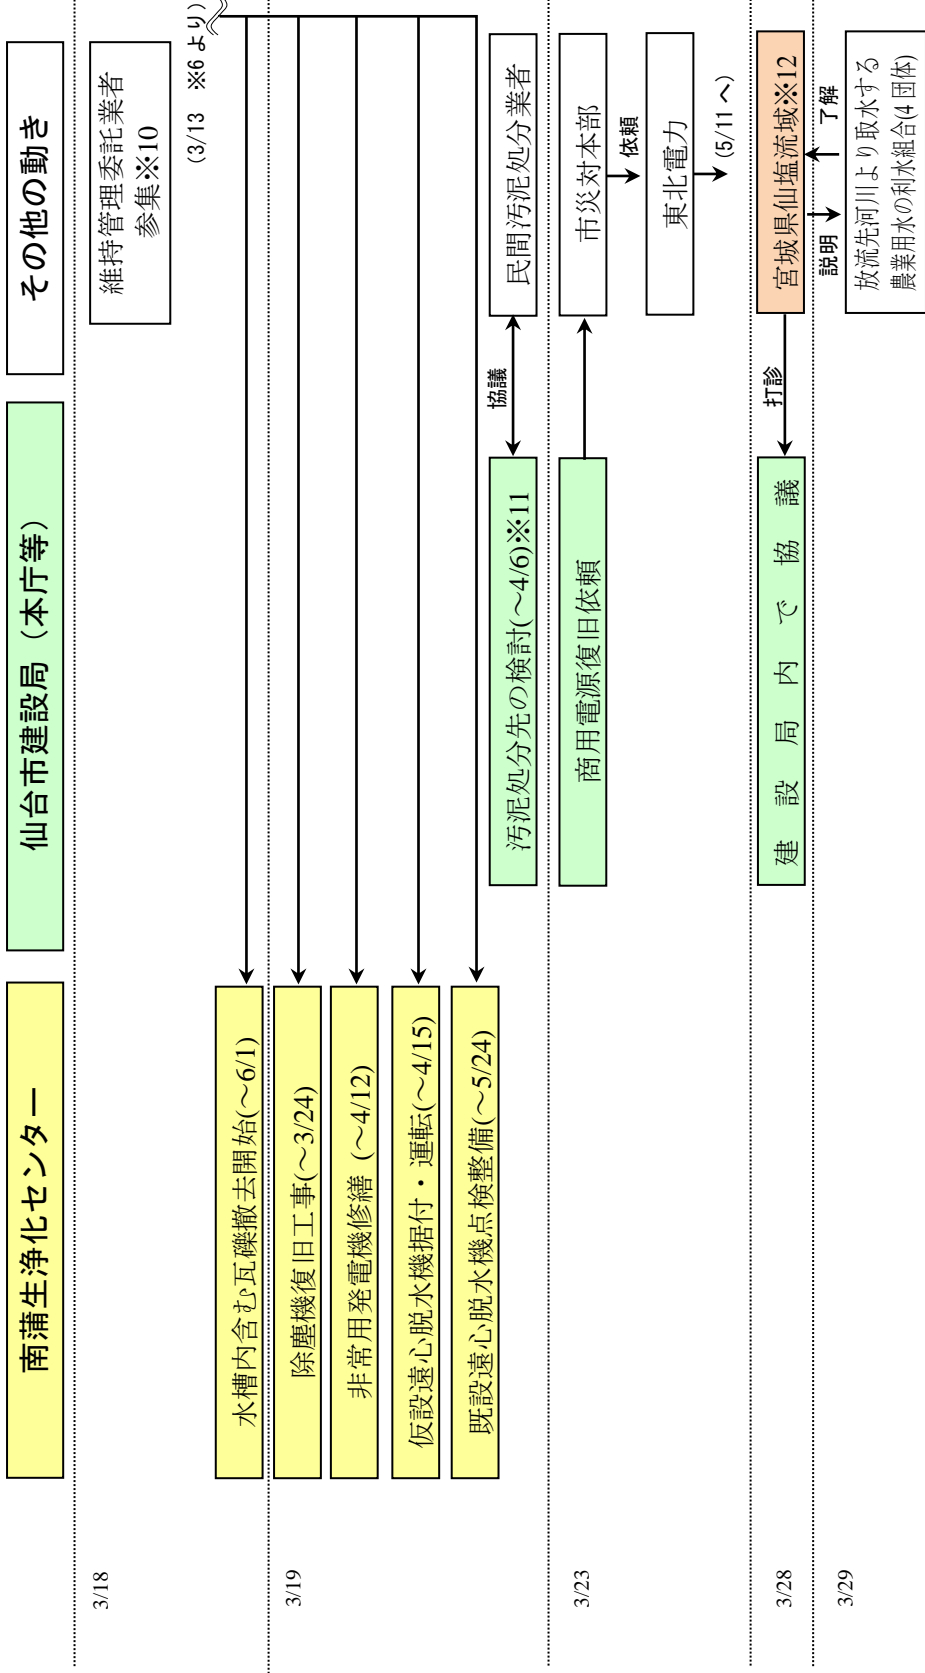 南蒲生浄化センター
仙台市建設局（本庁等）
その他の動き
3/18
維持管理委託業者
参集※10
(3/13　※6 より)
水槽内含む瓦礫撤去開始(～6/1)
3/19
除塵機復旧工事(～3/24)
非常用発電機修繕 (～4/12)
仮設遠心脱水機据付・運転(～4/15)
既設遠心脱水機点検整備(～5/24)
汚泥処分先の検討(～4/6)※11
協議
民間汚泥処分業者
3/23
商用電源復旧依頼
市災対本部
依頼
東北電力
(5/11 へ)
3/28
建設局内で協議
打診
宮城県仙塩流域※12
3/29
説明
了解
放流先河川より取水する
農業用水の利水組合(4 団体)